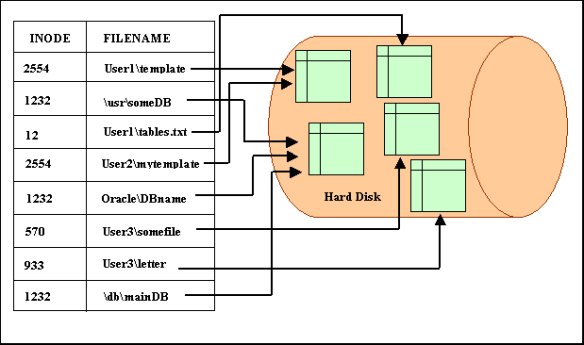 INODE FILENAME
2554 User1\template
1232 \usr\someDB
12 User1\tables.txt
2554 User2\mytemplate
1232 Oracle\DBname
570 User3\somefile
933 User3\letter
1232 \db\mainDB
Hard Disk